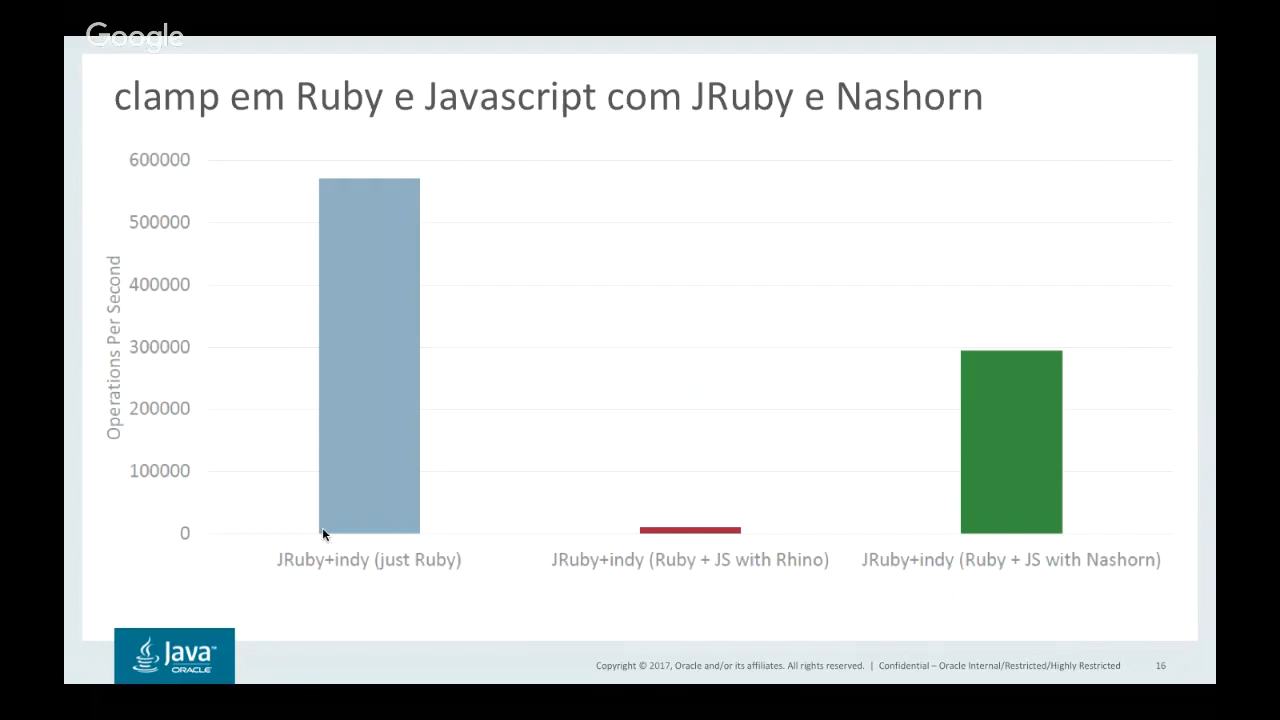 Google
clamp em Ruby e Javascript com JRuby e Nashorn
Operations Per Second
600000
500000
400000
300000
200000
100000
0
JRuby+indy (just Ruby)
JRuby+indy (Ruby + JS with Rhino)
JRuby+indy (Ruby + JS with Nashorn)
Java™
ORACLE
Copyright © 2017, Oracle and/or its affiliates. All rights reserved. | Confidential – Oracle Internal/Restricted/Highly Restricted 16